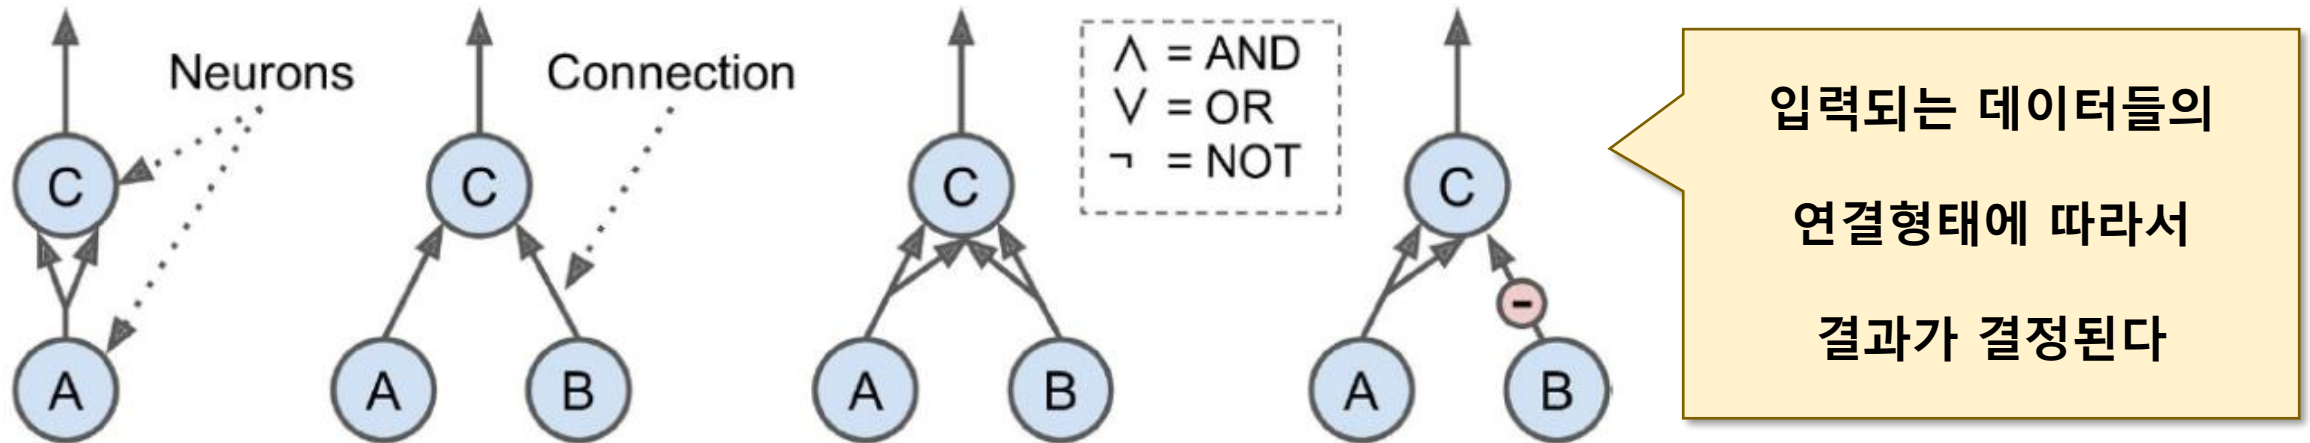 Neurons
Connection
∧ = AND
∨ = OR
¬ = NOT
C
C
C
C
-
A
A
B
A
B
A
B
입력되는 데이터들의
연결형태에 따라서
결과가 결정된다